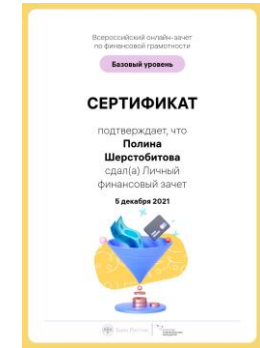 Всероссийский онлайн-зачет
по финансовой грамотности
Базовый уровень
СЕРТИФИКАТ
подтверждает, что
Полина
Шерстобитова
сдал(а) Личный
финансовый зачет
5 декабря 2021
Банк России